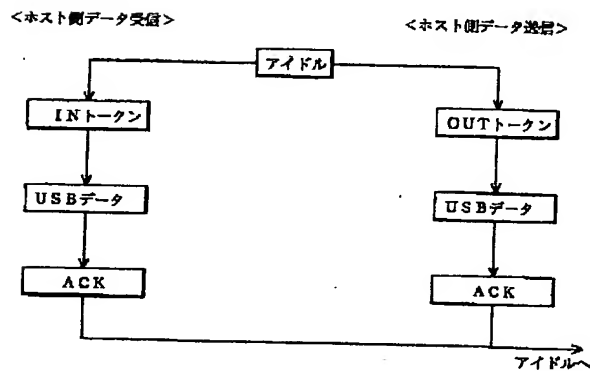 <ホスト側データ受信>
<ホスト側データ送信>
アイドル
INトークン
OUTトークン
USBデータ
USBデータ
ACK
ACK
アイドルへ